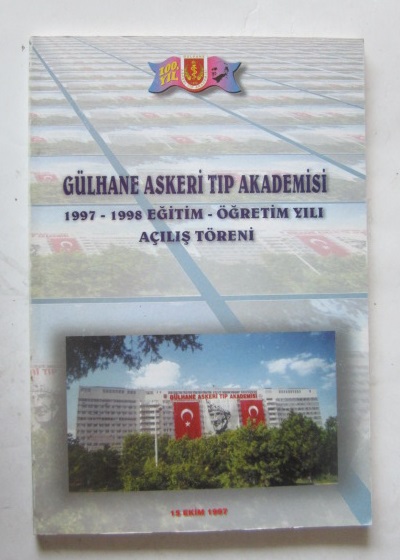 100. YIL
GÜLHANE ASKERİ TIP AKADEMİSİ
1997 - 1998 EĞİTİM - ÖĞRETİM YILI
AÇILIŞ TÖRENİ
GÜLHANE ASKERİ TIP AKADEMİSİ
15 EKİM 1997